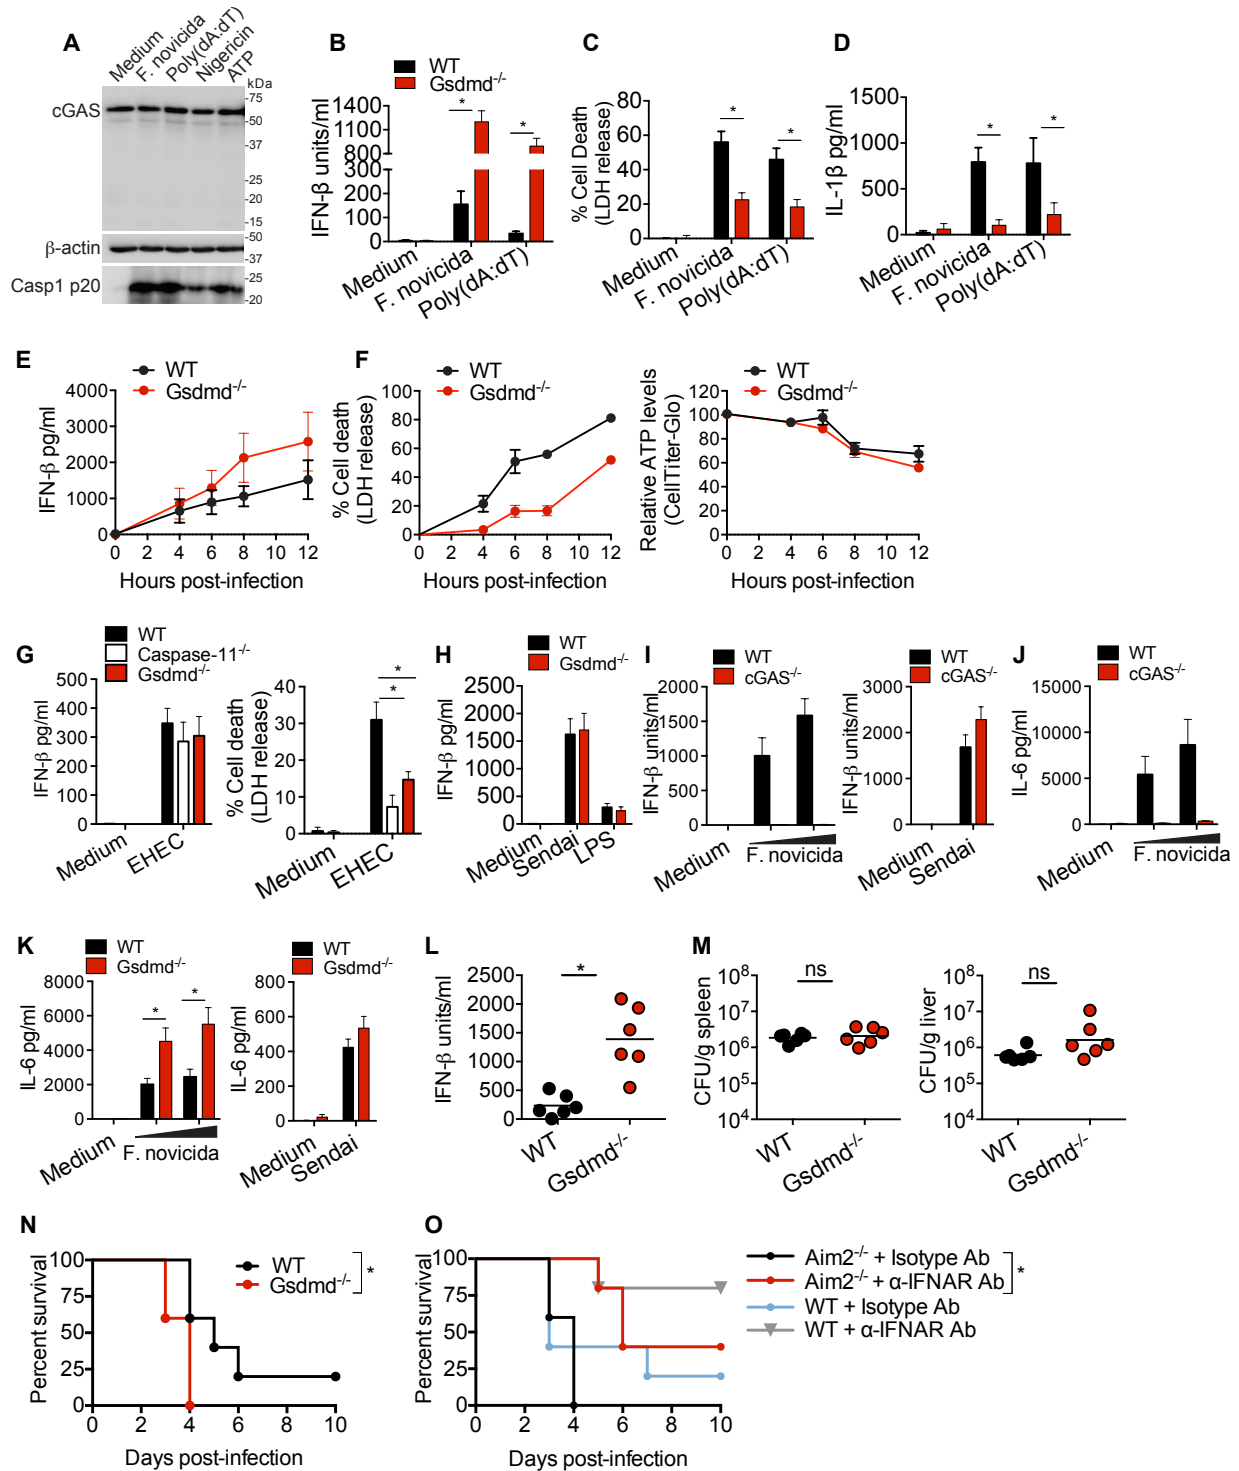 A
Medium
F. novicida
Poly(dA:dT)
Nigericin
ATP
kDa
cGAS
-75
-50
-37
-25
-20
-15
β-actin
-50
-37
Casp1 p20
-25
-20
B
WT
Gsdmd-/-
IFN-β units/ml
1400
1100
800
300
200
100
0
*
*
Medium
F. novicida
Poly(dA:dT)
C
% Cell Death
(LDH release)
80
60
40
20
0
*
*
Medium
F. novicida
Poly(dA:dT)
D
IL-1β pg/ml
1500
1000
500
0
*
*
Medium
F. novicida
Poly(dA:dT)
E
WT
Gsdmd-/-
IFN-β pg/ml
4000
3000
2000
1000
0
0 2 4 6 8 10 12
Hours post-infection
F
WT
Gsdmd-/-
% Cell death
(LDH release)
100
80
60
40
20
0
0 2 4 6 8 10 12
Hours post-infection
WT
Gsdmd-/-
Relative ATP levels
(CellTiter-Glo)
120
100
80
60
40
20
0
0 2 4 6 8 10 12
Hours post-infection
G
WT
Caspase-11-/-
Gsdmd-/-
IFN-β pg/ml
500
400
300
200
100
0
Medium
EHEC
% Cell death
(LDH release)
40
30
20
10
0
*
*
Medium
EHEC
H
WT
Gsdmd-/-
IFN-β pg/ml
2500
2000
1500
1000
500
0
Medium
Sendai
LPS
I
WT
cGAS-/-
IFN-β units/ml
2000
1500
1000
500
0
Medium
F. novicida
WT
cGAS-/-
IFN-β units/ml
3000
2000
1000
0
Medium
Sendai
J
WT
cGAS-/-
IL-6 pg/ml
15000
10000
5000
0
Medium
F. novicida
K
WT
Gsdmd-/-
IL-6 pg/ml
8000
6000
4000
2000
0
*
*
Medium
F. novicida
WT
Gsdmd-/-
IL-6 pg/ml
800
600
400
200
0
Medium
Sendai
L
IFN-β units/ml
2500
2000
1500
1000
500
0
*
WT
Gsdmd-/-
M
CFU/g spleen
10^8
10^7
10^6
10^5
10^4
ns
WT
Gsdmd-/-
CFU/g liver
10^8
10^7
10^6
10^5
10^4
ns
WT
Gsdmd-/-
N
Percent survival
100
75
50
25
0
0 2 4 6 8 10
Days post-infection
WT
Gsdmd-/-
*
O
Percent survival
100
75
50
25
0
0 2 4 6 8 10
Days post-infection
Aim2-/- + Isotype Ab
Aim2-/- + α-IFNAR Ab
WT + Isotype Ab
WT + α-IFNAR Ab
*